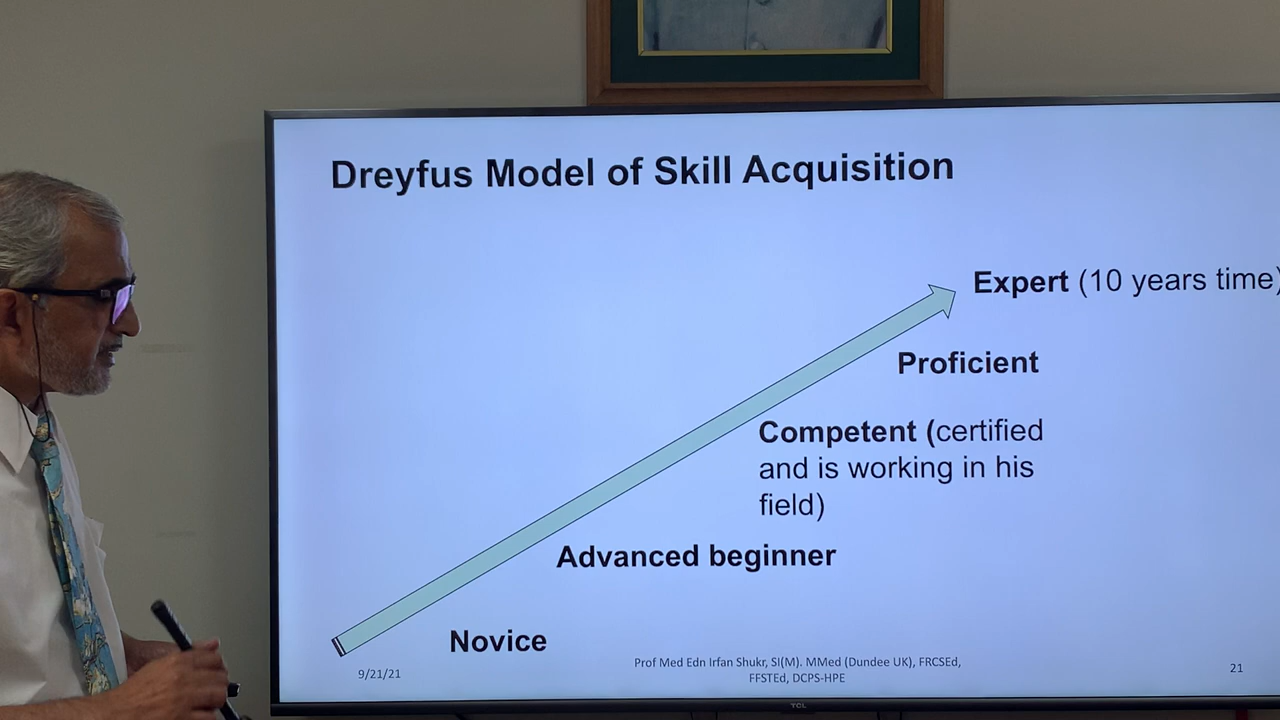 Dreyfus Model of Skill Acquisition
Expert (10 years time)
Proficient
Competent (certified
and is working in his
field)
Advanced beginner
Novice
9/21/21
Prof Med Edn Irfan Shukr, SI(M). MMed (Dundee UK), FRCSEd,
FFSTEd, DCPS-HPE
21
TCL